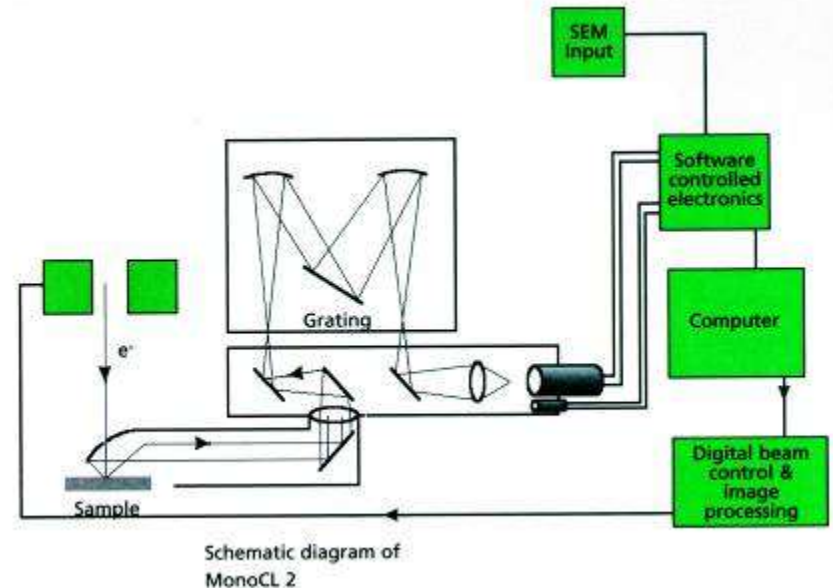 SEM
Input
Software
controlled
electronics
Grating
Computer
e-
Digital beam
control &
image
processing
Sample
Schematic diagram of
MonoCL 2